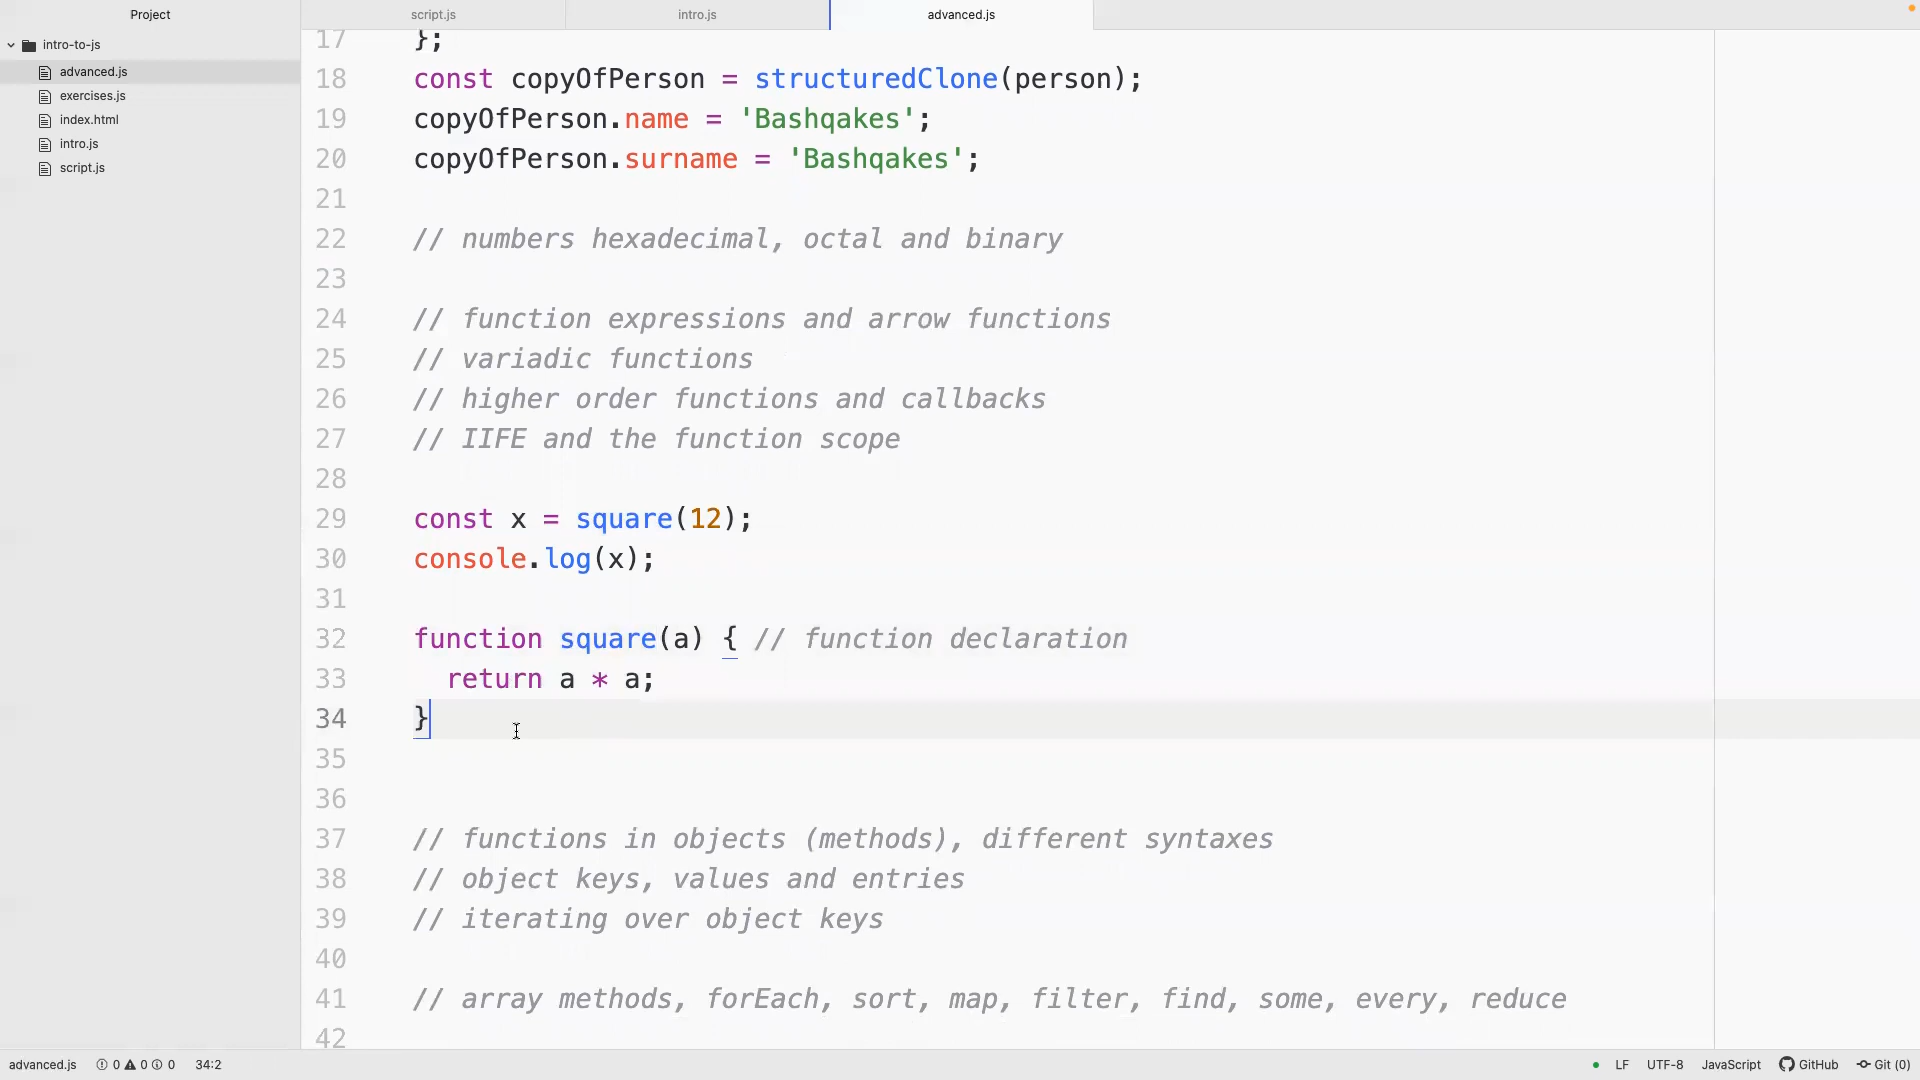 Project
script.js
intro.js
advanced.js
intro-to-js
advanced.js
exercises.js
index.html
intro.js
script.js
17 };
18 const copyOfPerson = structuredClone(person);
19 copyOfPerson.name = 'Bashqakes';
20 copyOfPerson.surname = 'Bashqakes';
21
22 // numbers hexadecimal, octal and binary
23
24 // function expressions and arrow functions
25 // variadic functions
26 // higher order functions and callbacks
27 // IIFE and the function scope
28
29 const x = square(12);
30 console.log(x);
31
32 function square(a) { // function declaration
33 return a * a;
34 }
35
36
37 // functions in objects (methods), different syntaxes
38 // object keys, values and entries
39 // iterating over object keys
40
41 // array methods, forEach, sort, map, filter, find, some, every, reduce
42
advanced.js 0 0 0 34:2 LF UTF-8 JavaScript GitHub Git (0)